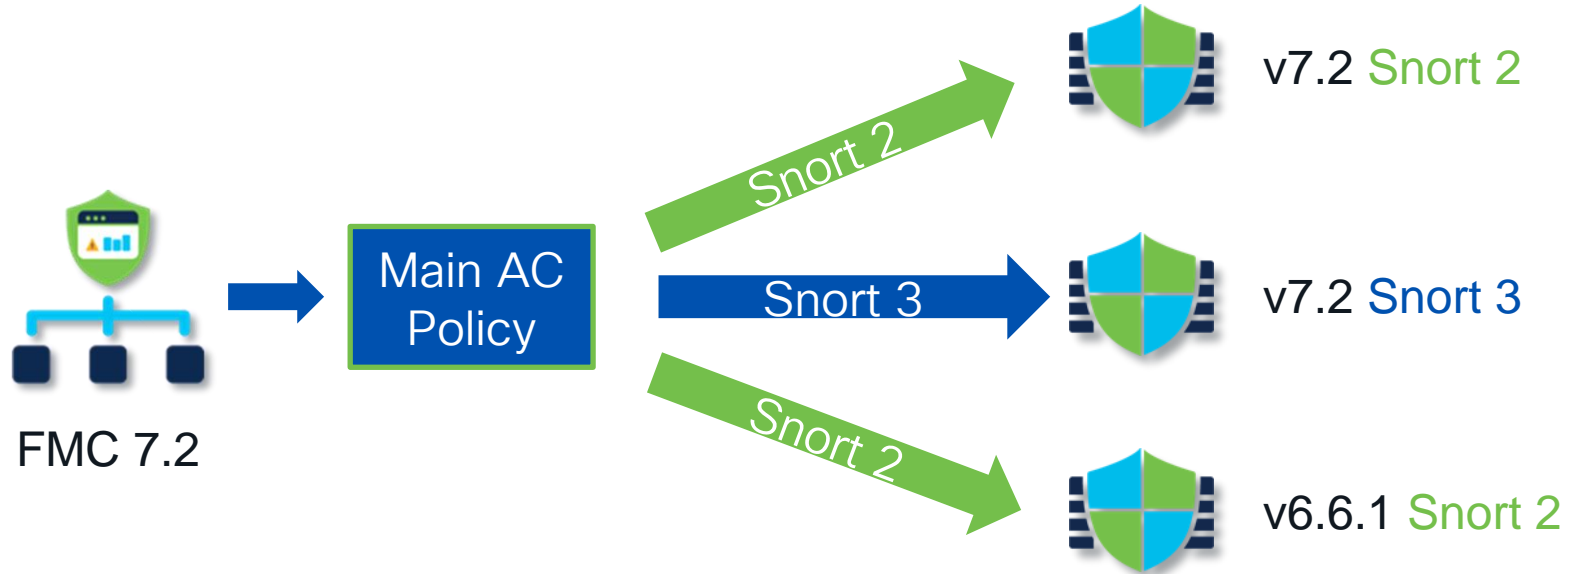 v7.2 Snort 2
Snort 2
Main AC
Policy
Snort 3
v7.2 Snort 3
FMC 7.2
Snort 2
v6.6.1 Snort 2